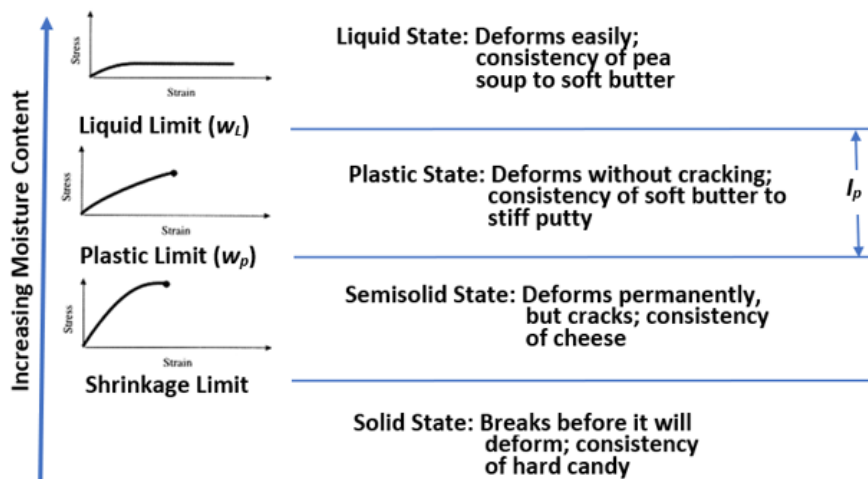 Increasing Moisture Content
Stress
Strain
Liquid State: Deforms easily;
consistency of pea
soup to soft butter
Liquid Limit (wL)
Stress
Strain
Plastic State: Deforms without cracking;
consistency of soft butter to
stiff putty
Ip
Plastic Limit (wp)
Stress
Strain
Semisolid State: Deforms permanently,
but cracks; consistency
of cheese
Shrinkage Limit
Solid State: Breaks before it will
deform; consistency
of hard candy